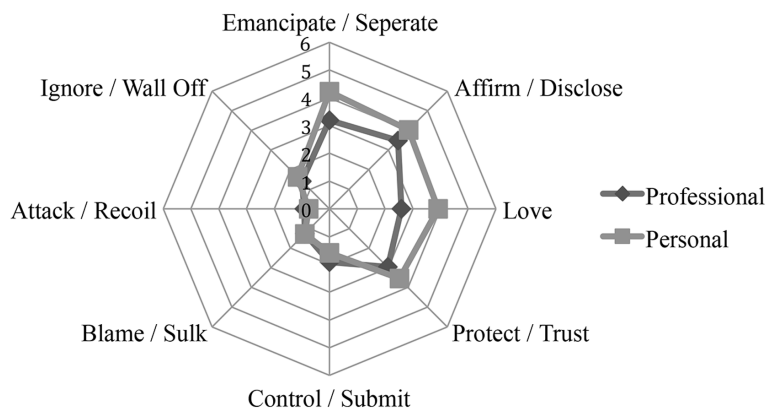 Emancipate / Seperate
6
5
4
3
2
1
0
Ignore / Wall Off
Affirm / Disclose
Attack / Recoil
Love
Professional
Personal
Blame / Sulk
Protect / Trust
Control / Submit